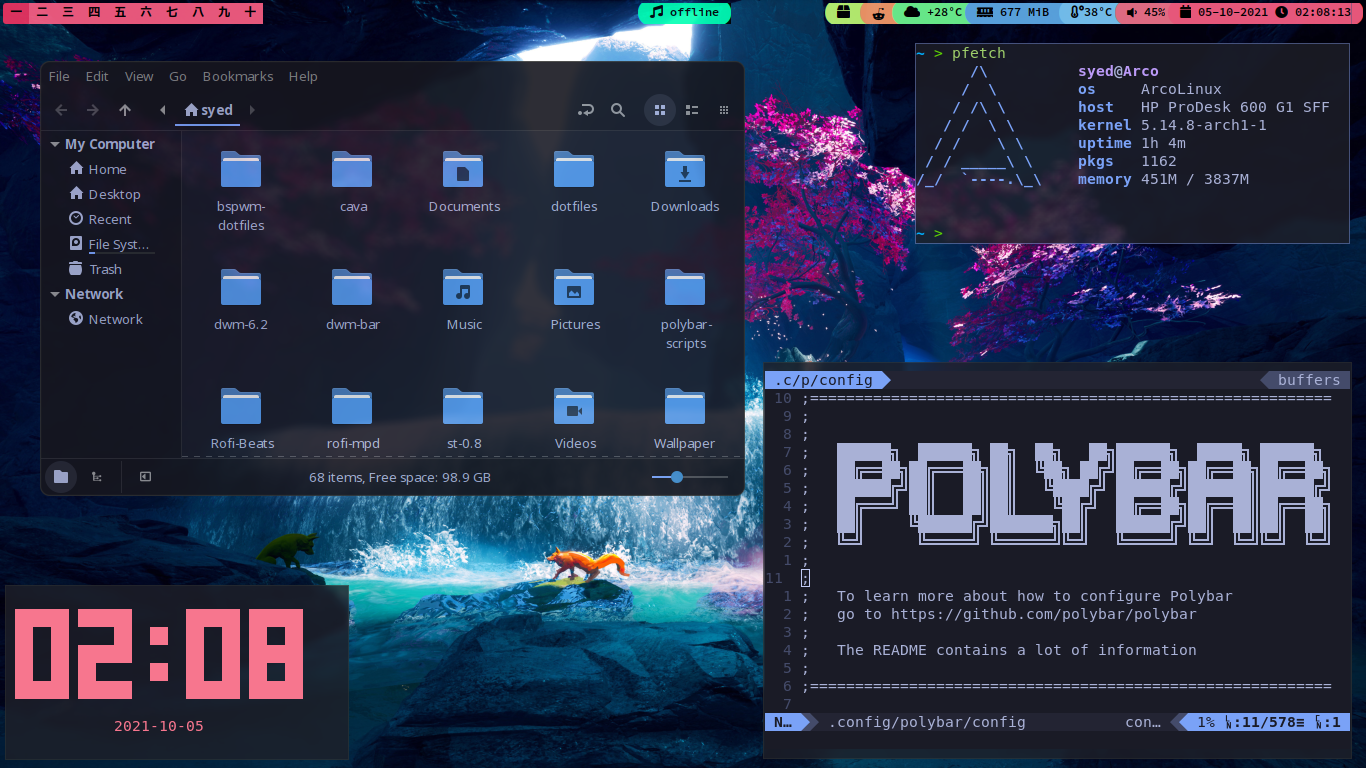 一 二 三 四 五 六 七 八 九 十
offline
+28°C 677 MiB 38°C 45% 05-10-2021 02:08:13
File Edit View Go Bookmarks Help
syed
My Computer
Home
Desktop
Recent
File Syst...
Trash
Network
Network
bspwm-
dotfiles
cava
Documents
dotfiles
Downloads
dwm-6.2
dwm-bar
Music
Pictures
polybar-
scripts
Rofi-Beats
rofi-mpd
st-0.8
Videos
Wallpaper
68 items, Free space: 98.9 GB
~ > pfetch
syed@Arco
os ArcoLinux
host HP ProDesk 600 G1 SFF
kernel 5.14.8-arch1-1
uptime 1h 4m
pkgs 1162
memory 451M / 3837M
~ >
02:08
2021-10-05
.c/p/config buffers
10 ;==========================================================
9 ;
8 ;
7 ;
6 ;
5 ;
4 ;
3 ;
2 ;
POLYBAR
1 ;
11 ;
1 ; To learn more about how to configure Polybar
2 ; go to https://github.com/polybar/polybar
3 ;
4 ; The README contains a lot of information
5 ;
6 ;==========================================================
7
N… .config/polybar/config con… 1% :11/578≡ :1